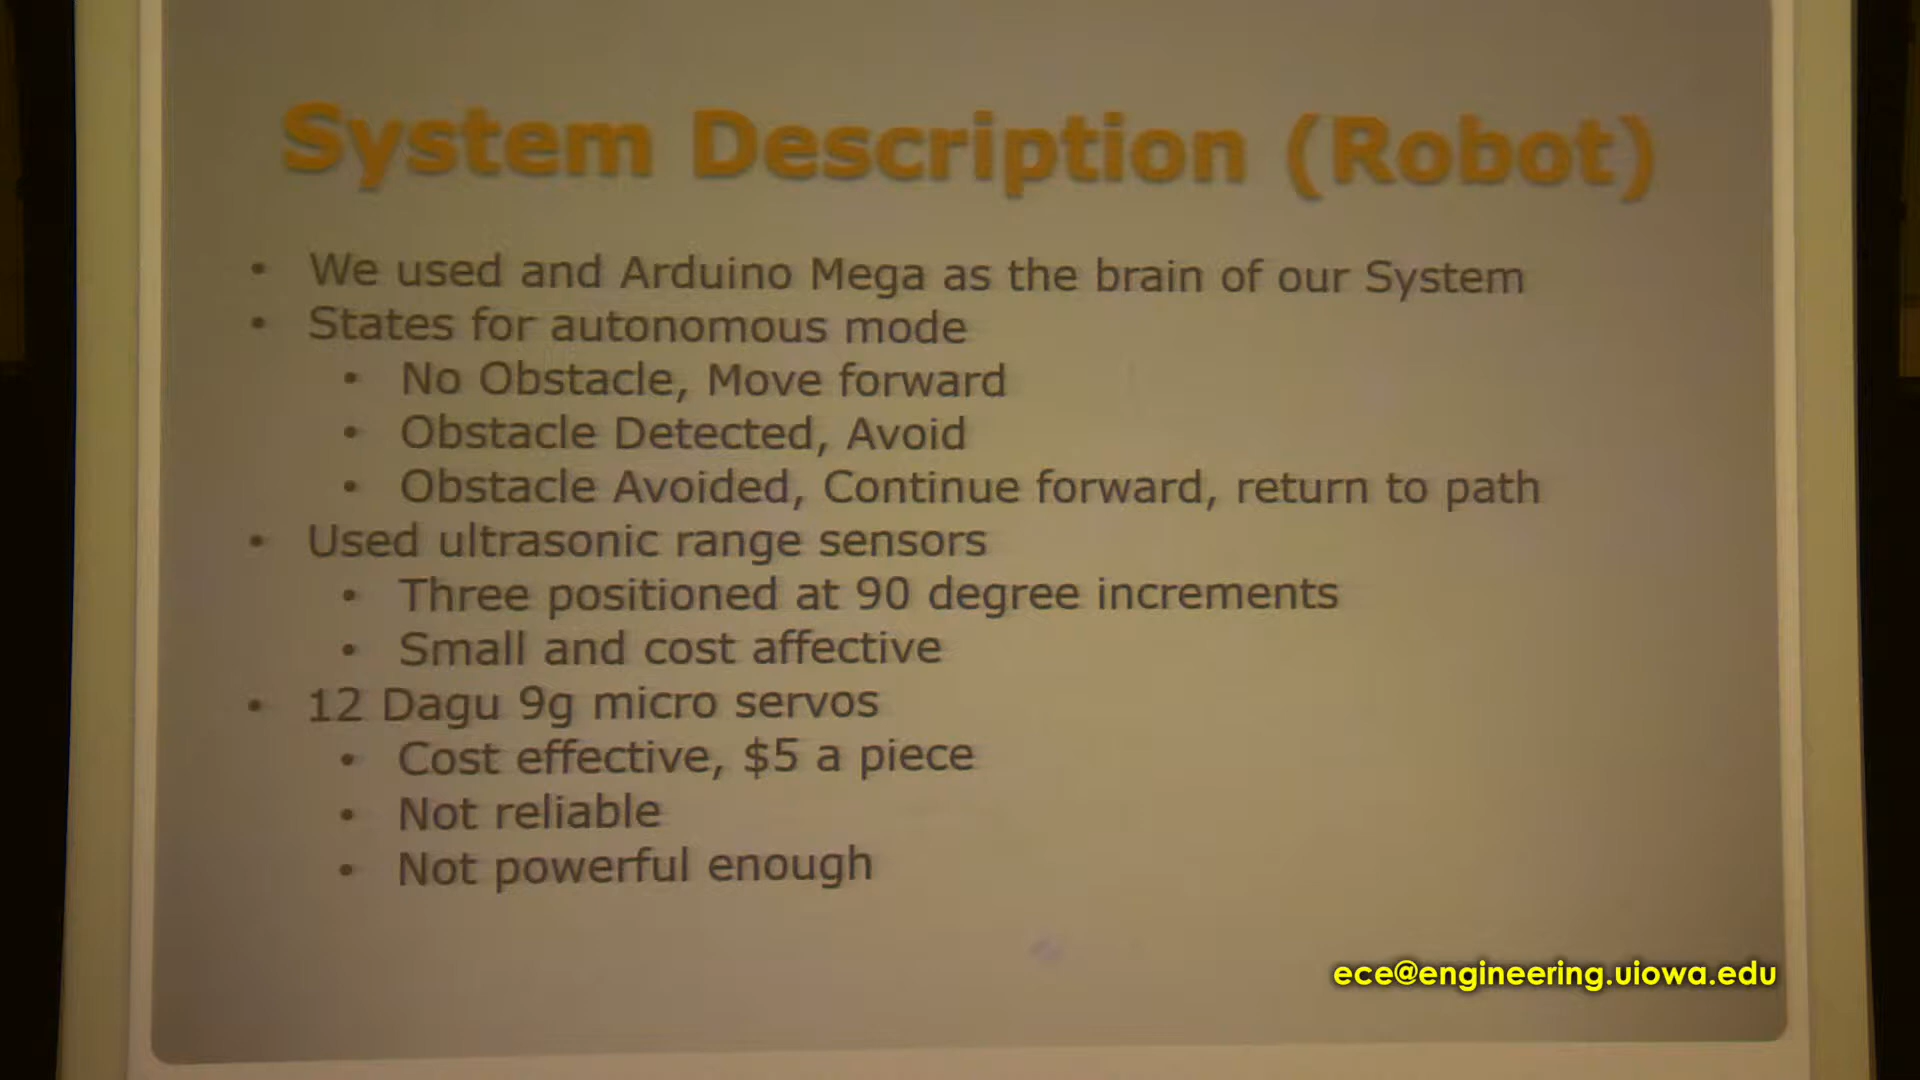 System Description (Robot)
• We used and Arduino Mega as the brain of our System
• States for autonomous mode
• No Obstacle, Move forward
• Obstacle Detected, Avoid
• Obstacle Avoided, Continue forward, return to path
• Used ultrasonic range sensors
• Three positioned at 90 degree increments
• Small and cost affective
• 12 Dagu 9g micro servos
• Cost effective, $5 a piece
• Not reliable
• Not powerful enough
ece@engineering.uiowa.edu